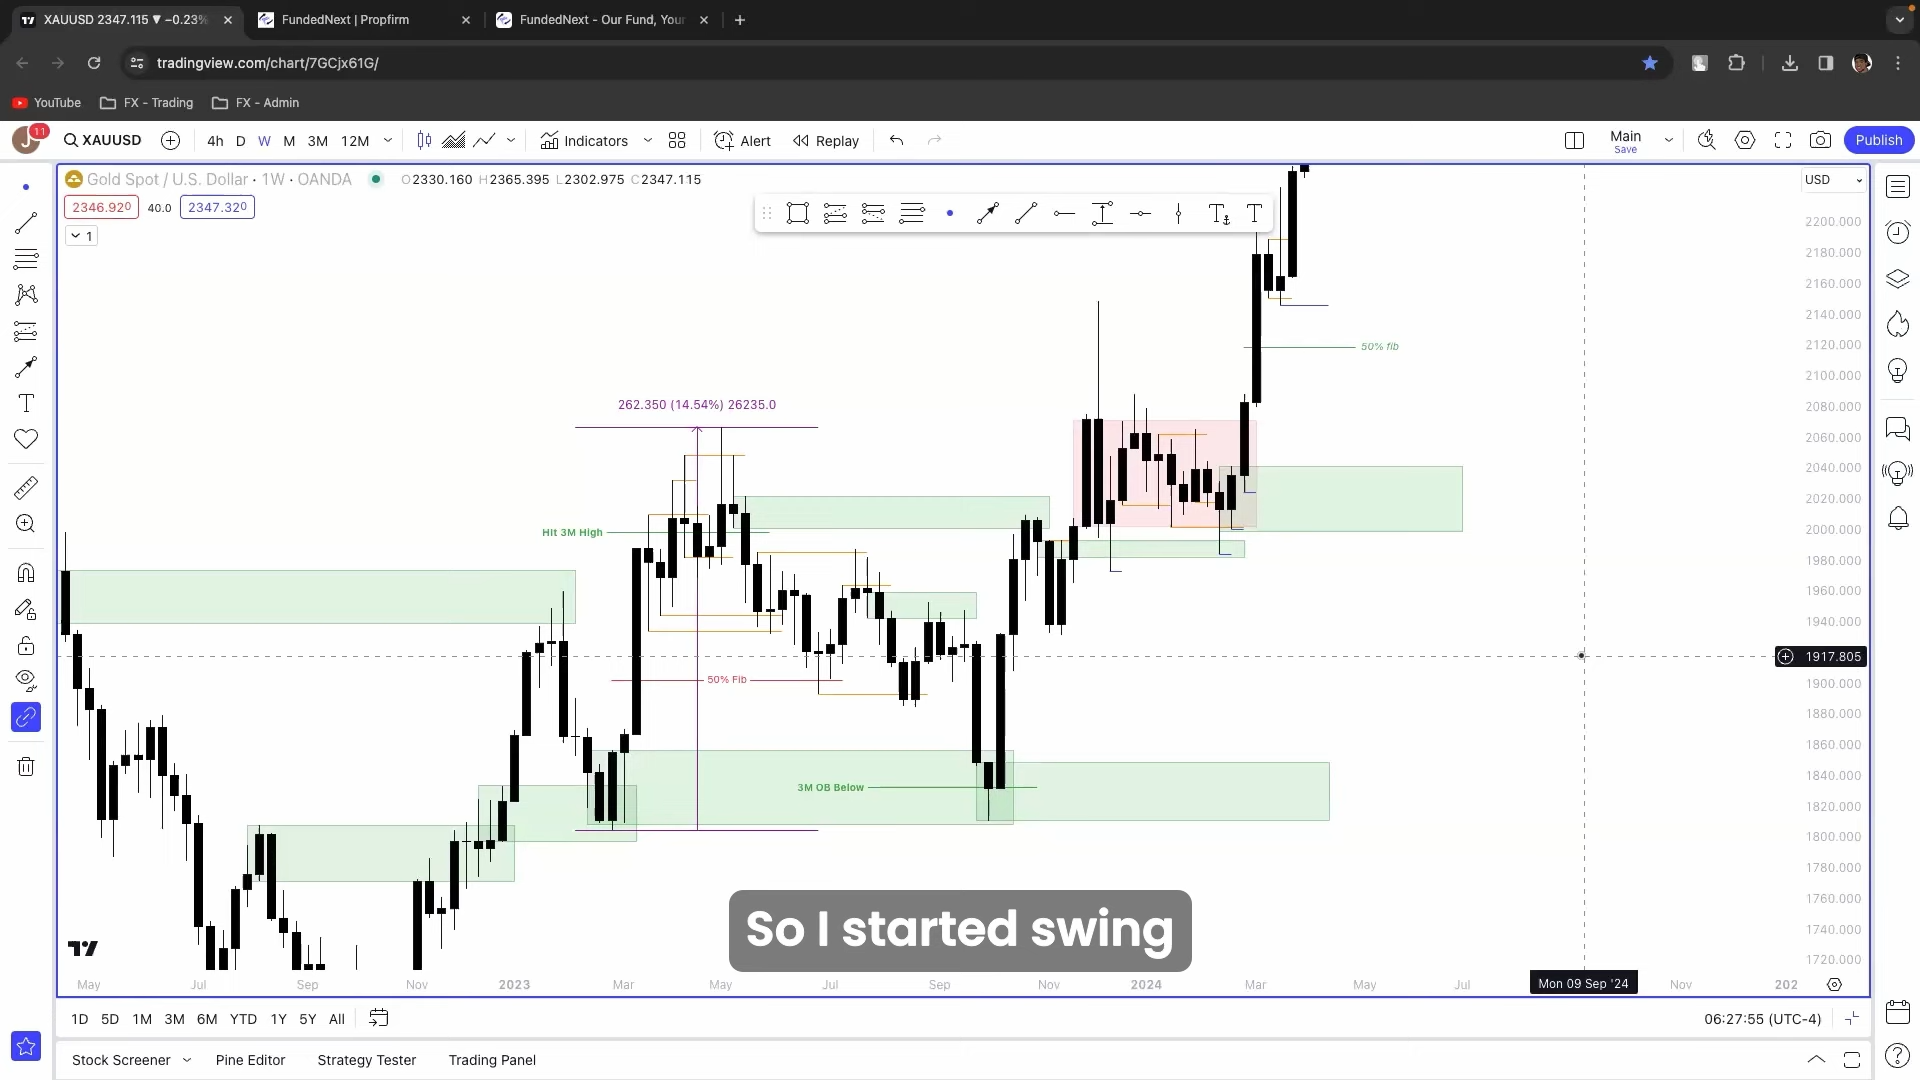 XAUUSD 2347.115 ▼ −0.23%
FundedNext | Propfirm
FundedNext - Our Fund, Your
tradingview.com/chart/7GCjx61G/
YouTube
FX - Trading
FX - Admin
11
J
XAUUSD
4h D W M 3M 12M
Indicators
Alert
Replay
Main
Save
Publish
Gold Spot / U.S. Dollar · 1W · OANDA
O2330.160 H2365.395 L2302.975 C2347.115
USD
2346.920
40.0
2347.320
1
2200.000
2180.000
2160.000
2140.000
2120.000
50% fib
2100.000
2080.000
262.350 (14.54%) 26235.0
2060.000
2040.000
2020.000
2000.000
Hit 3M High
1980.000
1960.000
1940.000
1917.805
50% Fib
1900.000
1880.000
1860.000
1840.000
3M OB Below
1820.000
1800.000
1780.000
1760.000
1740.000
1720.000
So I started swing
May Jul Sep Nov 2023 Mar May Jul Sep Nov 2024 Mar May Jul Mon 09 Sep '24 Nov 202
1D 5D 1M 3M 6M YTD 1Y 5Y All
06:27:55 (UTC-4)
Stock Screener
Pine Editor
Strategy Tester
Trading Panel